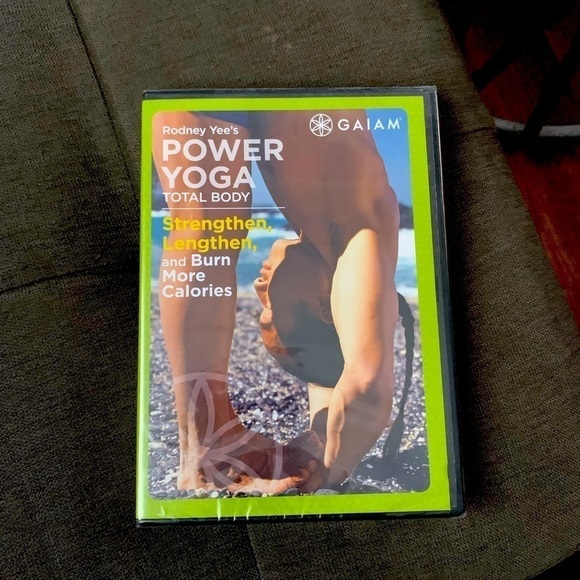 Rodney Yee's
POWER
YOGA
TOTAL BODY
Strengthen,
Lengthen,
and Burn
More
Calories
GAIAM